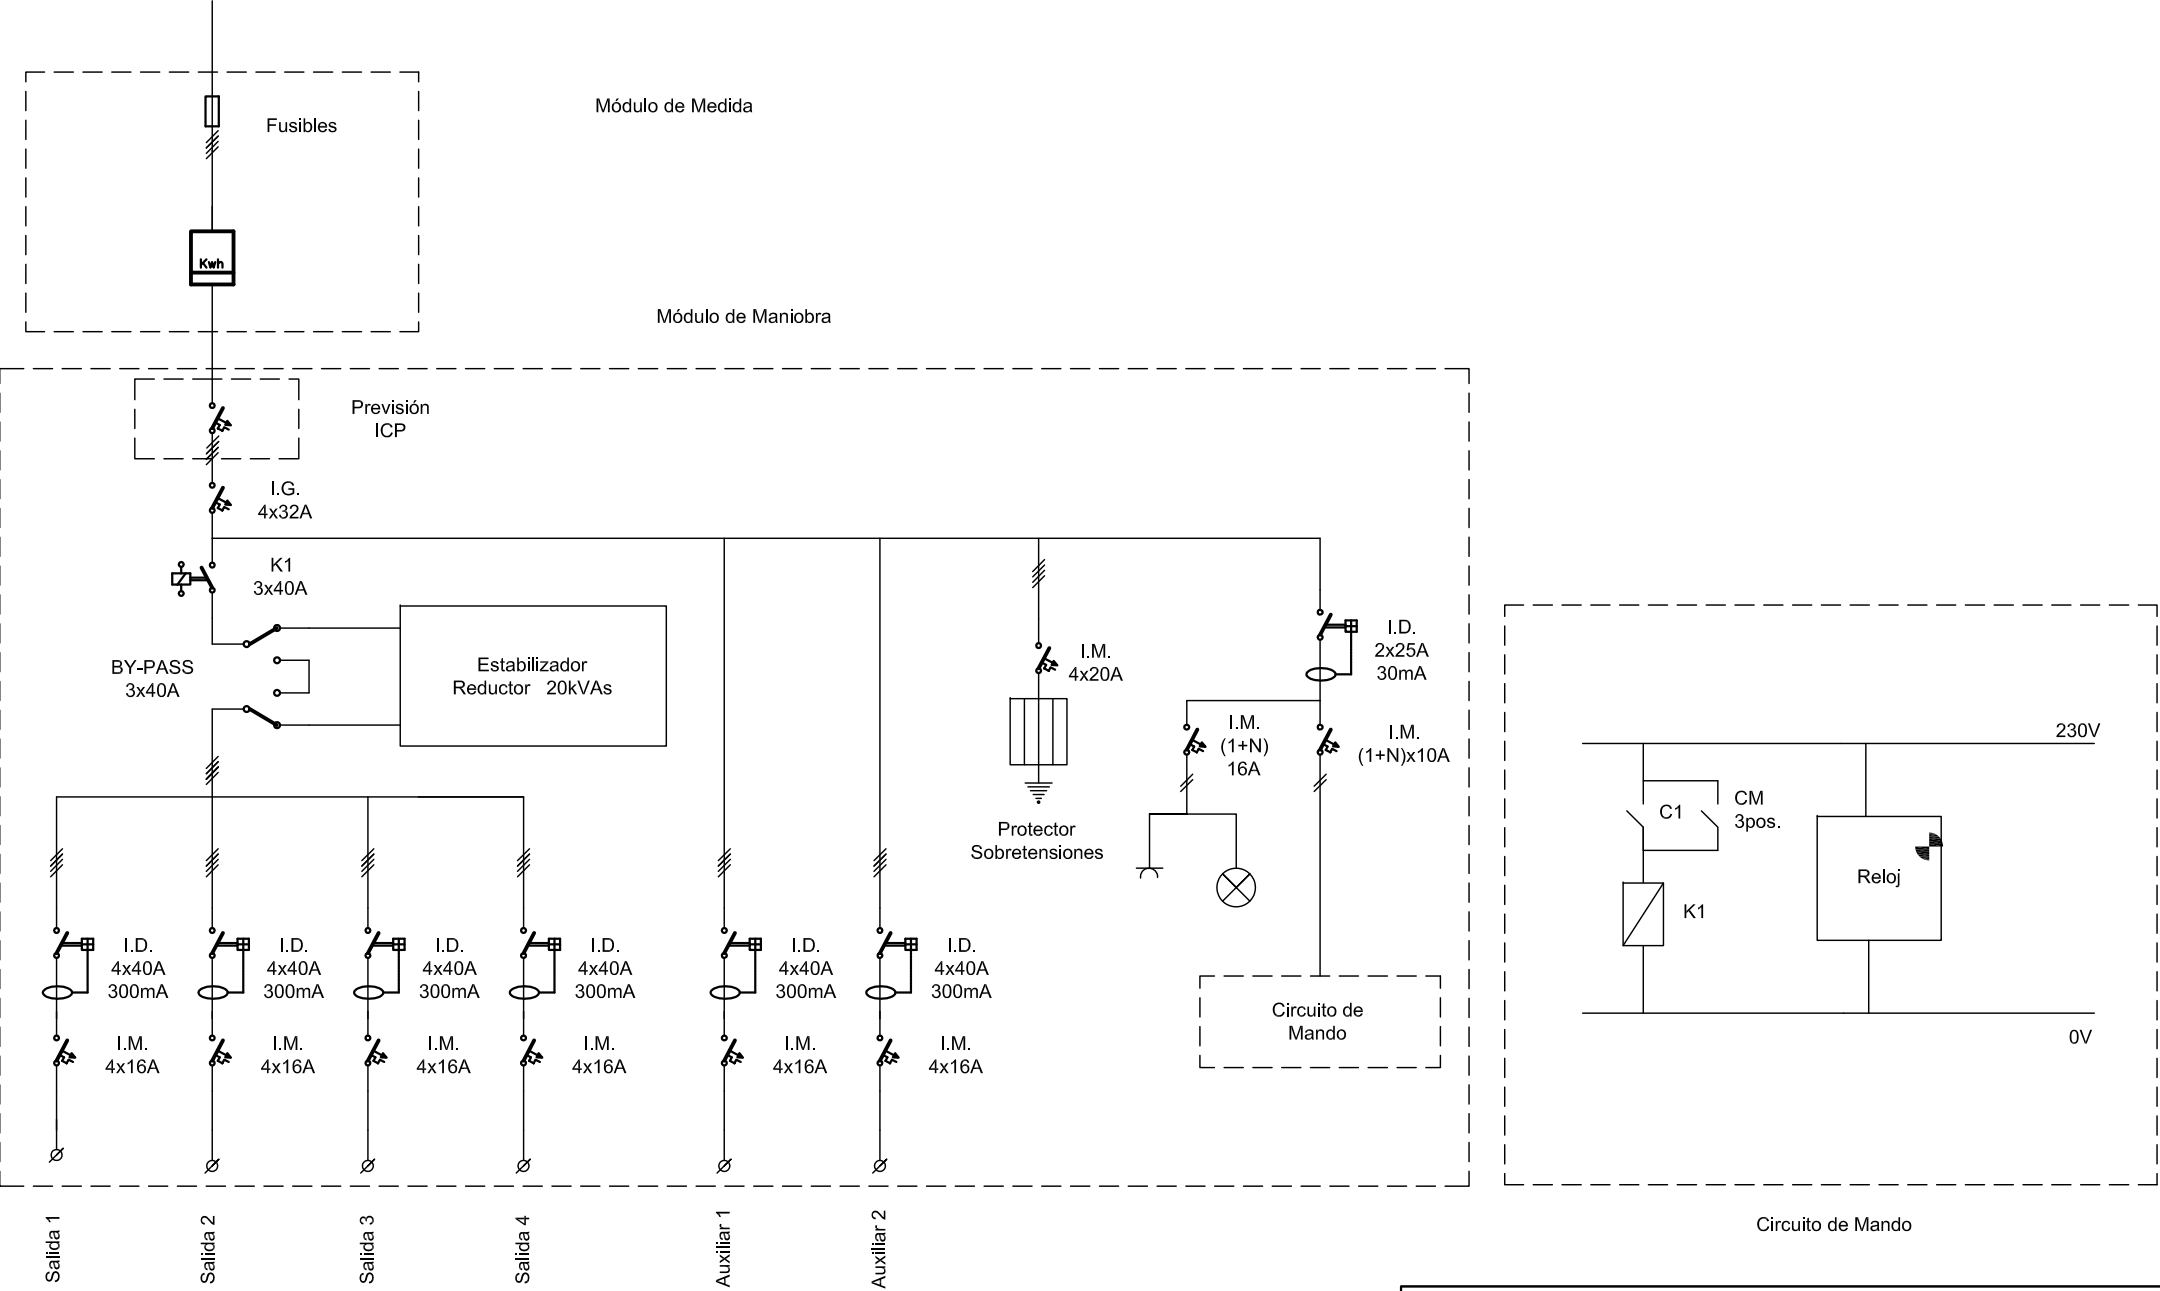 Fusibles
Módulo de Medida
Kwh
Módulo de Maniobra
Previsión
ICP
I.G.
4x32A
K1
3x40A
BY-PASS
3x40A
Estabilizador
Reductor 20kVAs
I.M.
4x20A
I.D.
2x25A
30mA
I.M.
(1+N)
16A
I.M.
(1+N)x10A
Protector
Sobretensiones
230V
C1
CM
3pos.
K1
Reloj
0V
I.D.
4x40A
300mA
I.D.
4x40A
300mA
I.D.
4x40A
300mA
I.D.
4x40A
300mA
I.D.
4x40A
300mA
I.D.
4x40A
300mA
I.M.
4x16A
I.M.
4x16A
I.M.
4x16A
I.M.
4x16A
I.M.
4x16A
I.M.
4x16A
Circuito de
Mando
Salida 1
Salida 2
Salida 3
Salida 4
Auxiliar 1
Auxiliar 2
Circuito de Mando